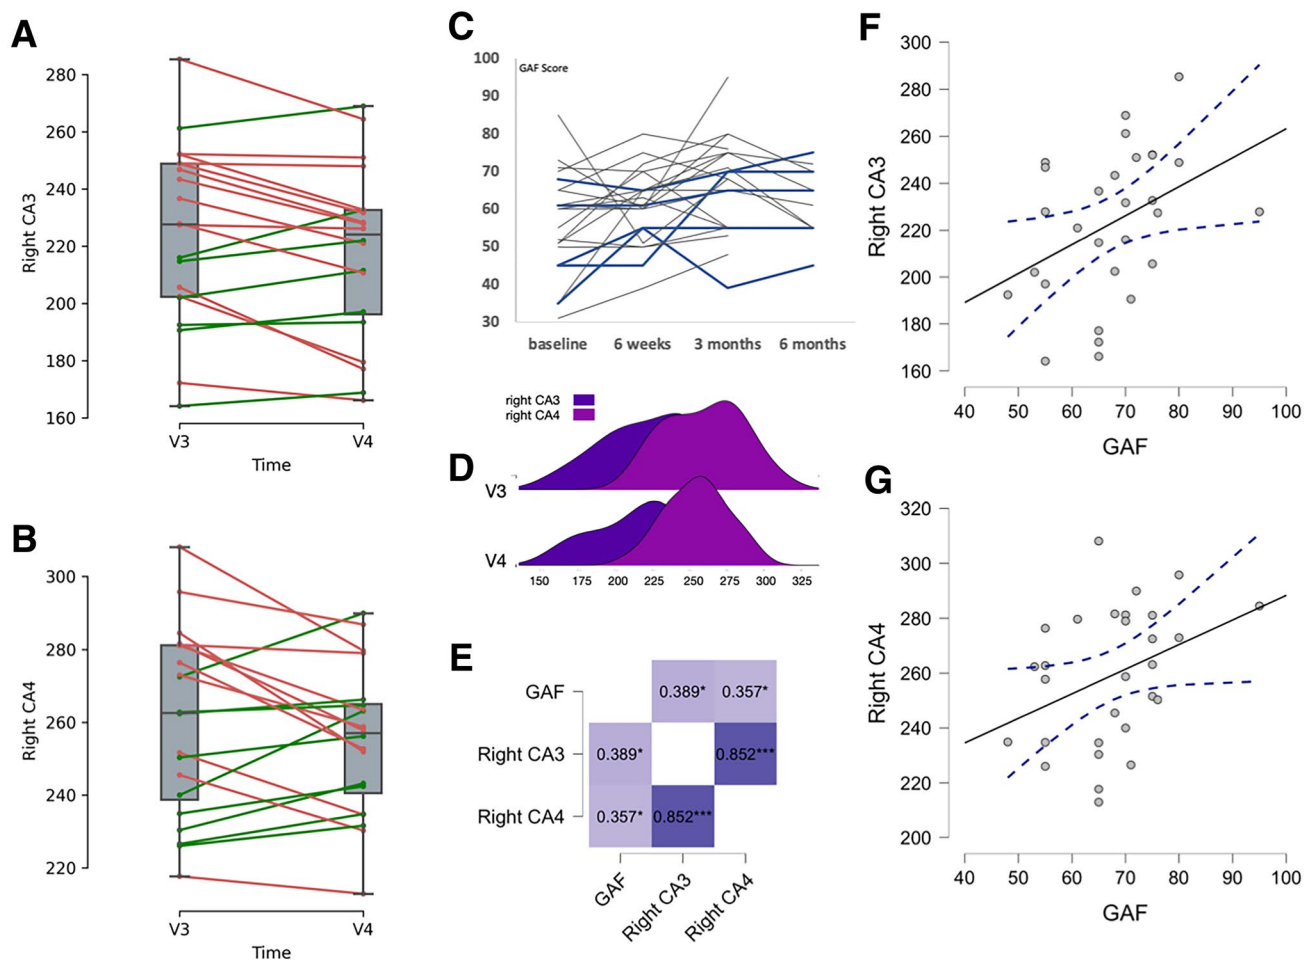 A
280
260
240
220
200
180
160
Right CA3
V3
V4
Time
B
300
280
260
240
220
Right CA4
V3
V4
Time
C
GAF Score
100
90
80
70
60
50
40
30
baseline
6 weeks
3 months
6 months
right CA3
right CA4
D
V3
V4
150
175
200
225
250
275
300
325
E
GAF
0.389*
0.357*
Right CA3
0.389*
0.852***
Right CA4
0.357*
0.852***
GAF
Right CA3
Right CA4
F
300
280
260
240
220
200
180
160
Right CA3
40
50
60
70
80
90
100
GAF
G
320
300
280
260
240
220
200
Right CA4
40
50
60
70
80
90
100
GAF